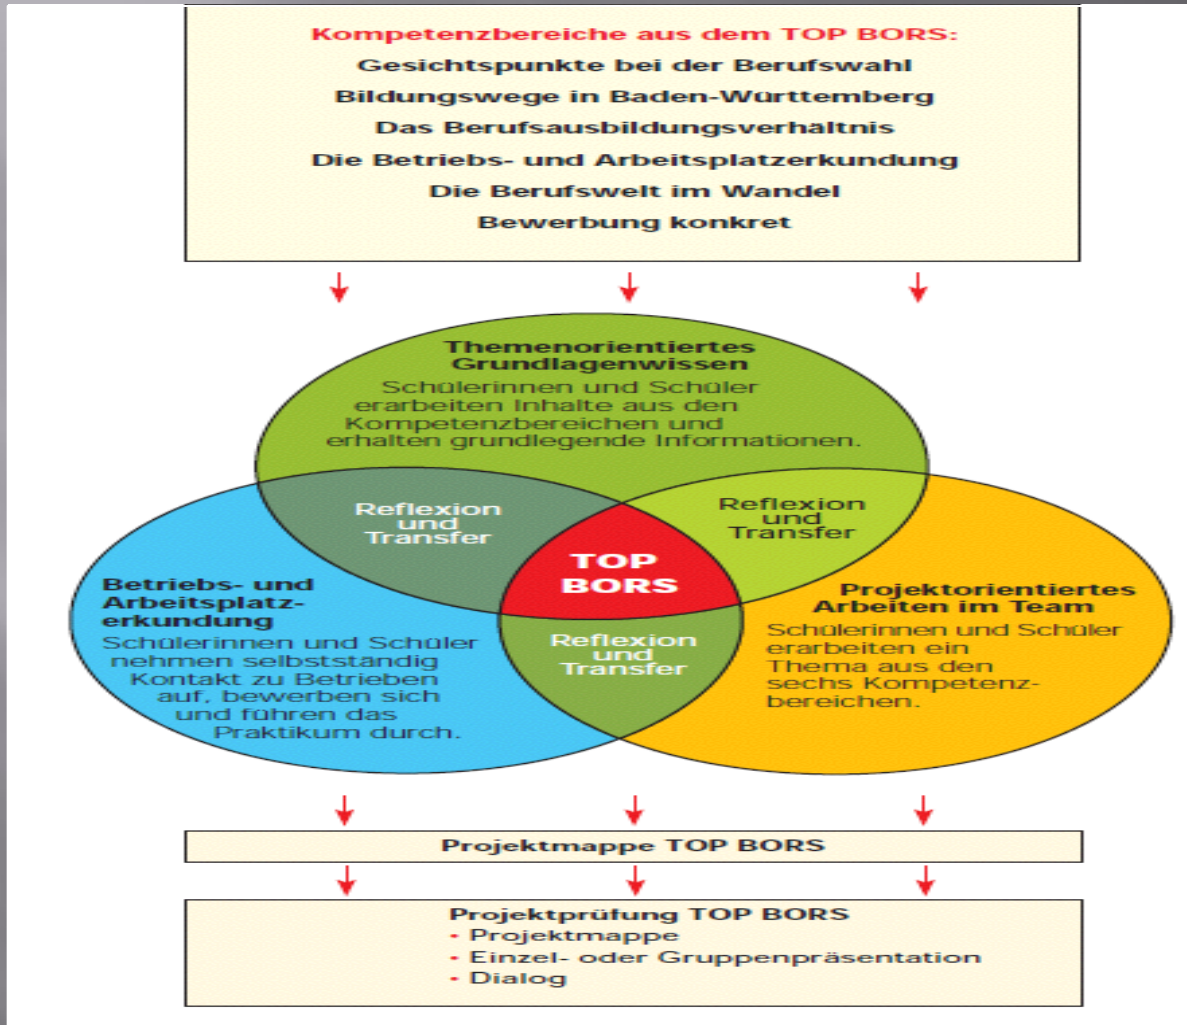 Kompetenzbereiche aus dem TOP BORS:
Gesichtspunkte bei der Berufswahl
Bildungswege in Baden-Württemberg
Das Berufsausbildungsverhältnis
Die Betriebs- und Arbeitsplatzerkundung
Die Berufswelt im Wandel
Bewerbung konkret
Themenorientiertes
Grundlagenwissen
Schülerinnen und Schüler
erarbeiten Inhalte aus den
Kompetenzbereichen und
erhalten grundlegende Informationen.
Reflexion
und
Transfer
Reflexion
und
Transfer
TOP
BORS
Betriebs- und
Arbeitsplatz-
erkundung
Schülerinnen und Schüler
nehmen selbstständig
Kontakt zu Betrieben
auf, bewerben sich
und führen das
Praktikum durch.
Reflexion
und
Transfer
Projektorientiertes
Arbeiten im Team
Schülerinnen und Schüler
erarbeiten ein
Thema aus den
sechs Kompetenz-
bereichen.
Projektmappe TOP BORS
Projektprüfung TOP BORS
• Projektmappe
• Einzel- oder Gruppenpräsentation
• Dialog